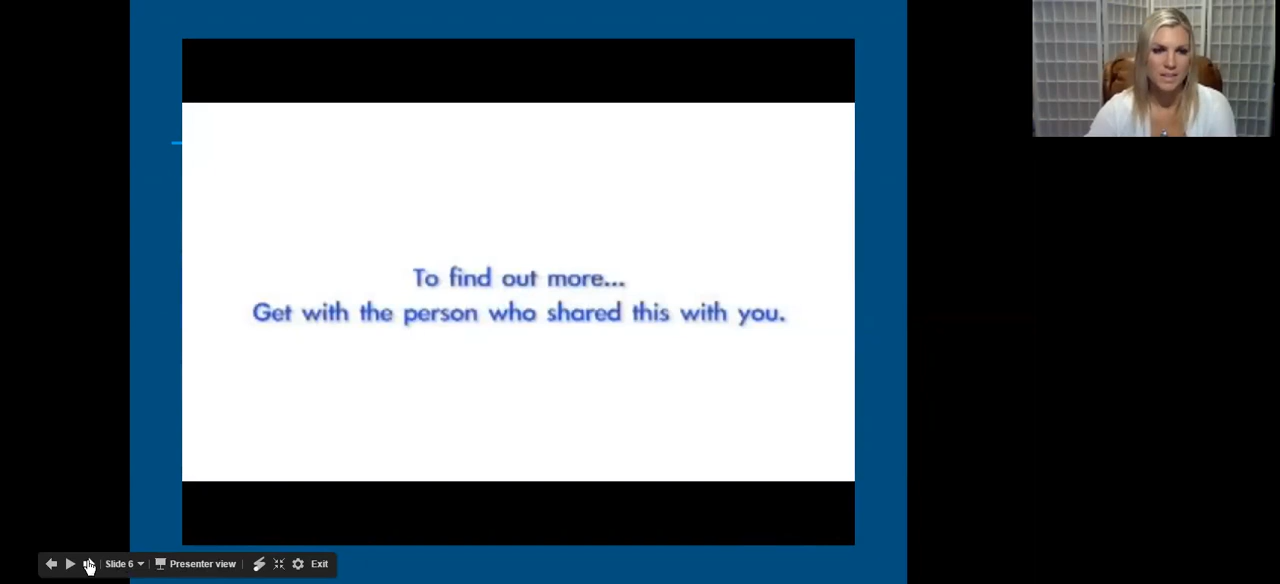 To find out more...
Get with the person who shared this with you.
Slide 6
Presenter view
Exit